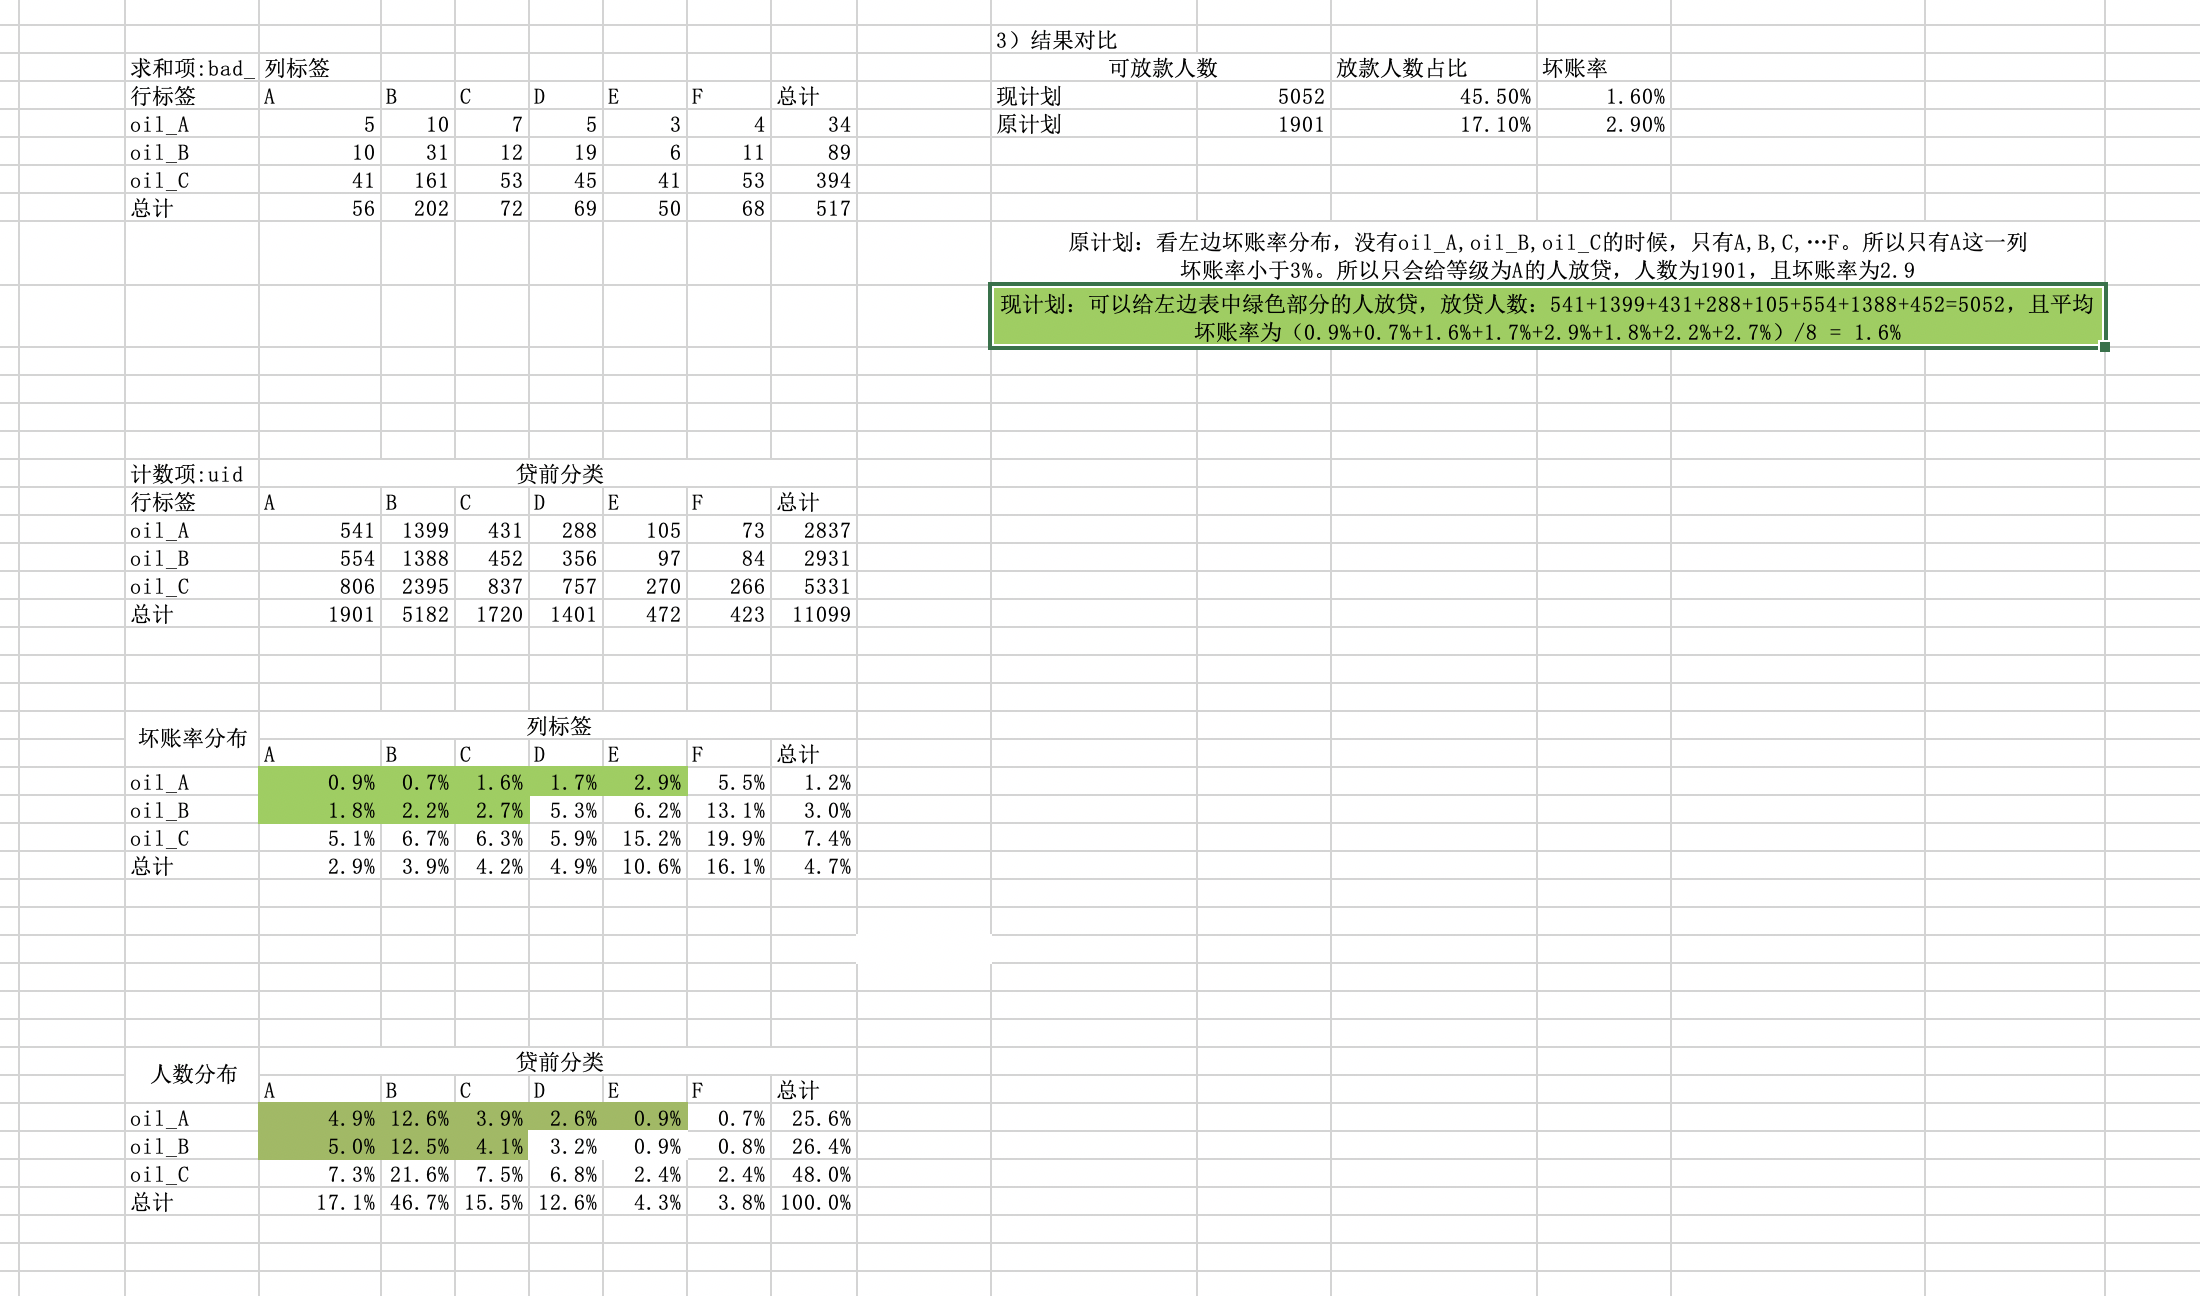 求和项:bad_ 列标签
行标签 A B C D E F 总计
oil_A 5 10 7 5 3 4 34
oil_B 10 31 12 19 6 11 89
oil_C 41 161 53 45 41 53 394
总计 56 202 72 69 50 68 517
计数项:uid 贷前分类
行标签 A B C D E F 总计
oil_A 541 1399 431 288 105 73 2837
oil_B 554 1388 452 356 97 84 2931
oil_C 806 2395 837 757 270 266 5331
总计 1901 5182 1720 1401 472 423 11099
坏账率分布 列标签
A B C D E F 总计
oil_A 0.9% 0.7% 1.6% 1.7% 2.9% 5.5% 1.2%
oil_B 1.8% 2.2% 2.7% 5.3% 6.2% 13.1% 3.0%
oil_C 5.1% 6.7% 6.3% 5.9% 15.2% 19.9% 7.4%
总计 2.9% 3.9% 4.2% 4.9% 10.6% 16.1% 4.7%
人数分布 贷前分类
A B C D E F 总计
oil_A 4.9% 12.6% 3.9% 2.6% 0.9% 0.7% 25.6%
oil_B 5.0% 12.5% 4.1% 3.2% 0.9% 0.8% 26.4%
oil_C 7.3% 21.6% 7.5% 6.8% 2.4% 2.4% 48.0%
总计 17.1% 46.7% 15.5% 12.6% 4.3% 3.8% 100.0%
3）结果对比
可放款人数 放款人数占比 坏账率
现计划 5052 45.50% 1.60%
原计划 1901 17.10% 2.90%
原计划：看左边坏账率分布，没有oil_A,oil_B,oil_C的时候，只有A,B,C,…F。所以只有A这一列
坏账率小于3%。所以只会给等级为A的人放贷，人数为1901，且坏账率为2.9
现计划：可以给左边表中绿色部分的人放贷，放贷人数：541+1399+431+288+105+554+1388+452=5052，且平均
坏账率为（0.9%+0.7%+1.6%+1.7%+2.9%+1.8%+2.2%+2.7%）/8 = 1.6%